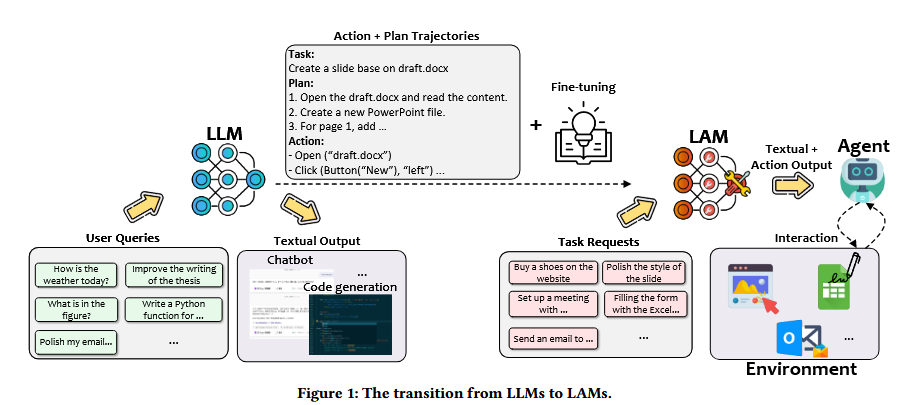 Action + Plan Trajectories
Task:
Create a slide base on draft.docx
Plan:
1. Open the draft.docx and read the content.
2. Create a new PowerPoint file.
3. For page 1, add ...
Action:
- Open ("draft.docx")
- Click (Button("New"), "left") ...
+
Fine-tuning
LLM
LAM
Textual +
Action Output
Agent
User Queries
How is the
weather today?
Improve the writing
of the thesis
What is in the
figure?
Write a Python
function for ...
Polish my email...
...
Textual Output
Chatbot
...
Code generation
Task Requests
Buy a shoes on the
website
Polish the style of
the slide
Set up a meeting
with ...
Filling the form
with the Excel...
Send an email to ...
...
Interaction
...
Environment
Figure 1: The transition from LLMs to LAMs.